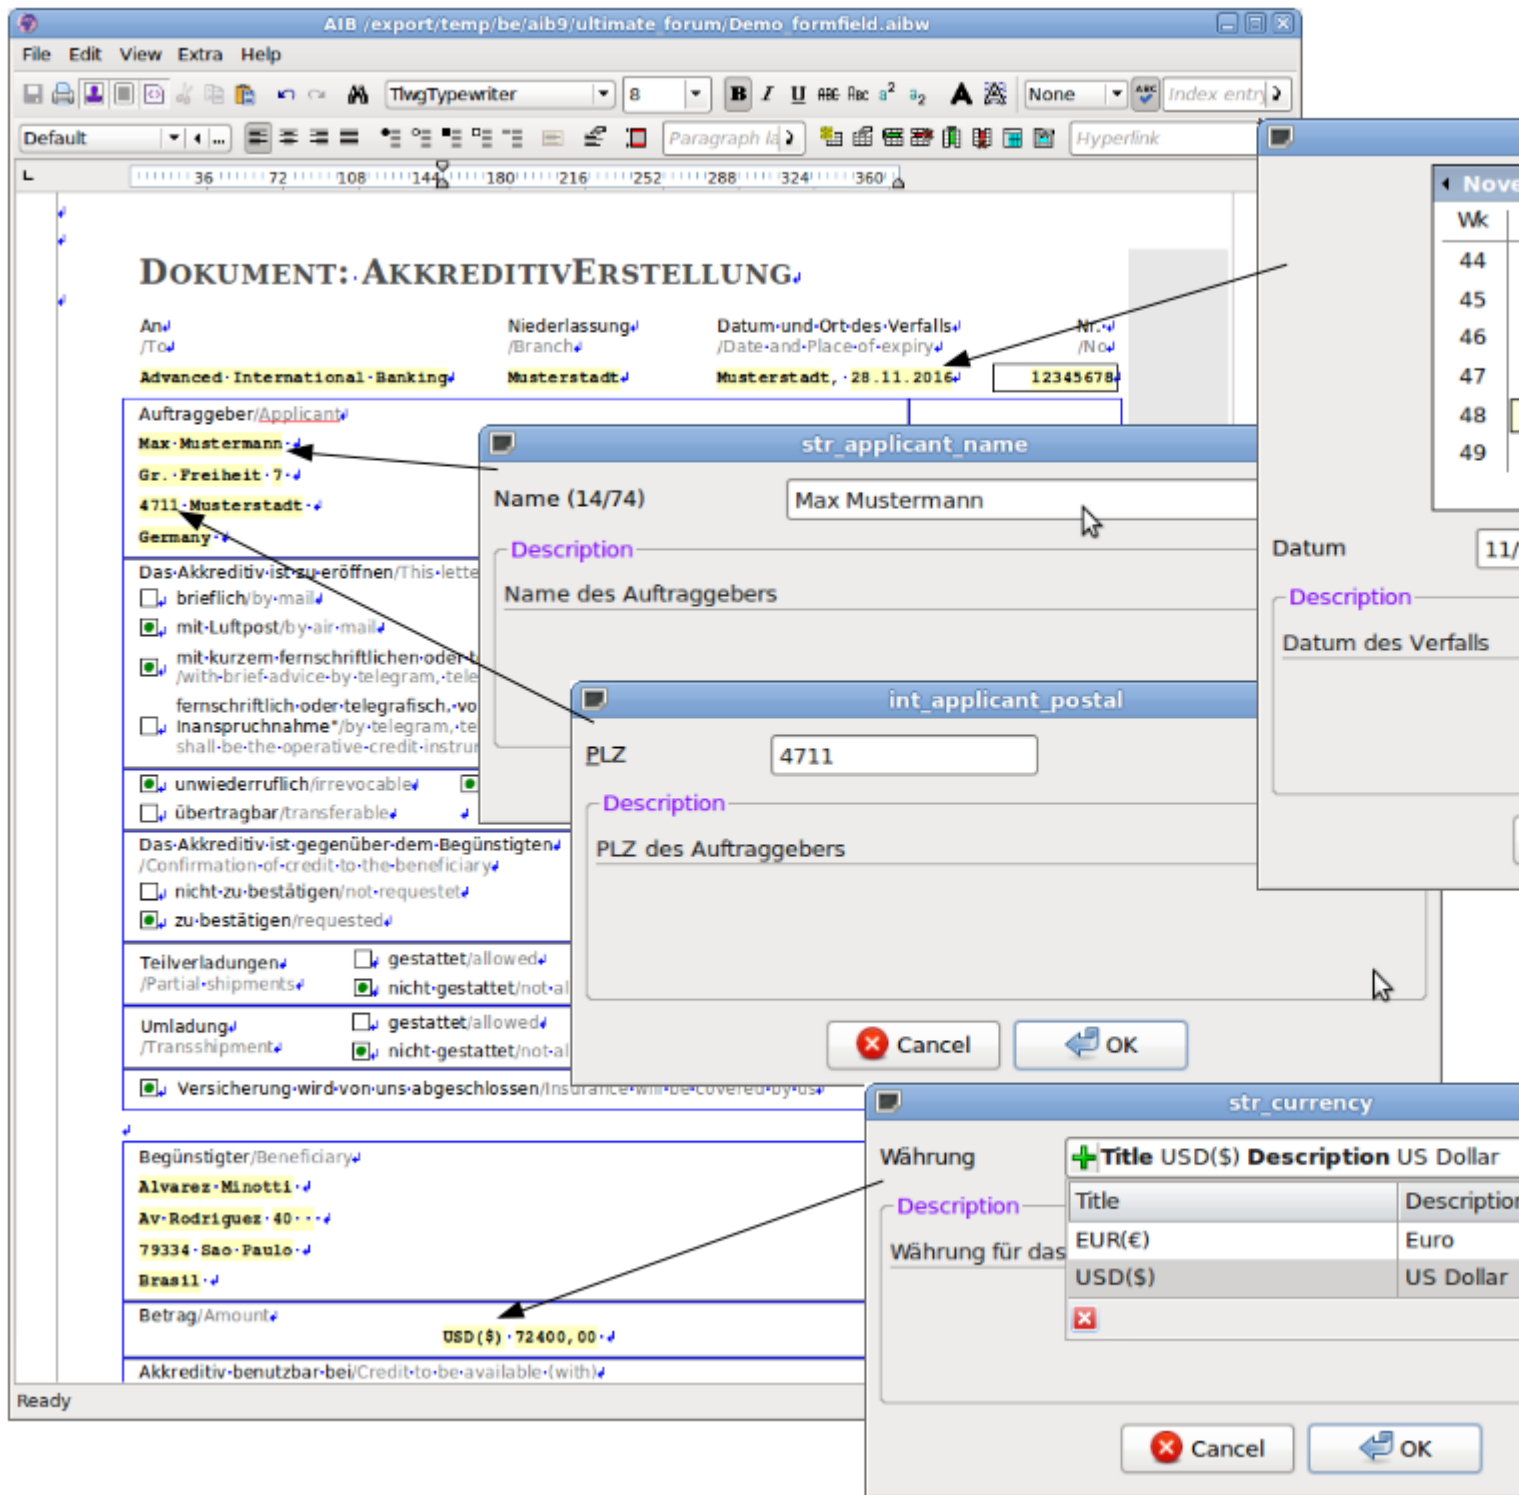 AIB /export/temp/be/aib9/ultimate_forum/Demo_formfield.aibw
File Edit View Extra Help
TlwgTypewriter 8 B I U ABC ABC a² a₂ A None ABC Index entry
Default ... Paragraph la Hyperlink
36 72 108 144 180 216 252 288 324 360
DOKUMENT: AKKREDITIVERSTELLUNG
An Niederlassung Datum und Ort des Verfalls Nr.
/To /Branch /Date and Place of expiry /No
Advanced International Banking Musterstadt Musterstadt, 28.11.2016 12345678
Auftraggeber/Applicant
Max Mustermann
Gr. Freiheit 7
4711 Musterstadt
Germany
Das Akkreditiv ist zu eröffnen/This lette
brieflich/by mail
mit Luftpost/by air mail
mit kurzem fernschriftlichen oder t
/with brief advice by telegram, tele
fernschriftlich oder telegrafisch, vo
Inanspruchnahme*/by telegram, te
shall be the operative credit instrur
unwiederruflich/irrevocable
übertragbar/transferable
Das Akkreditiv ist gegenüber dem Begünstigten
/Confirmation of credit to the beneficiary
nicht zu bestätigen/not requestet
zu bestätigen/requested
Teilverladungen gestattet/allowed
/Partial shipments nicht gestattet/not al
Umladung gestattet/allowed
/Transshipment nicht gestattet/not al
Versicherung wird von uns abgeschlossen/Insurance will be covered by us
Begünstigter/Beneficiary
Alvarez Minotti
Av Rodriguez 40
79334 Sao Paulo
Brasil
Betrag/Amount
USD($) 72400,00
Akkreditiv benutzbar bei/Credit to be available (with)
Ready
str_applicant_name
Name (14/74) Max Mustermann
Description
Name des Auftraggebers
int_applicant_postal
PLZ 4711
Description
PLZ des Auftraggebers
Cancel OK
Nove
Wk
44
45
46
47
48
49
Datum 11/
Description
Datum des Verfalls
str_currency
Währung Title USD($) Description US Dollar
Description
Währung für das
Title Description
EUR(€) Euro
USD($) US Dollar
Cancel OK